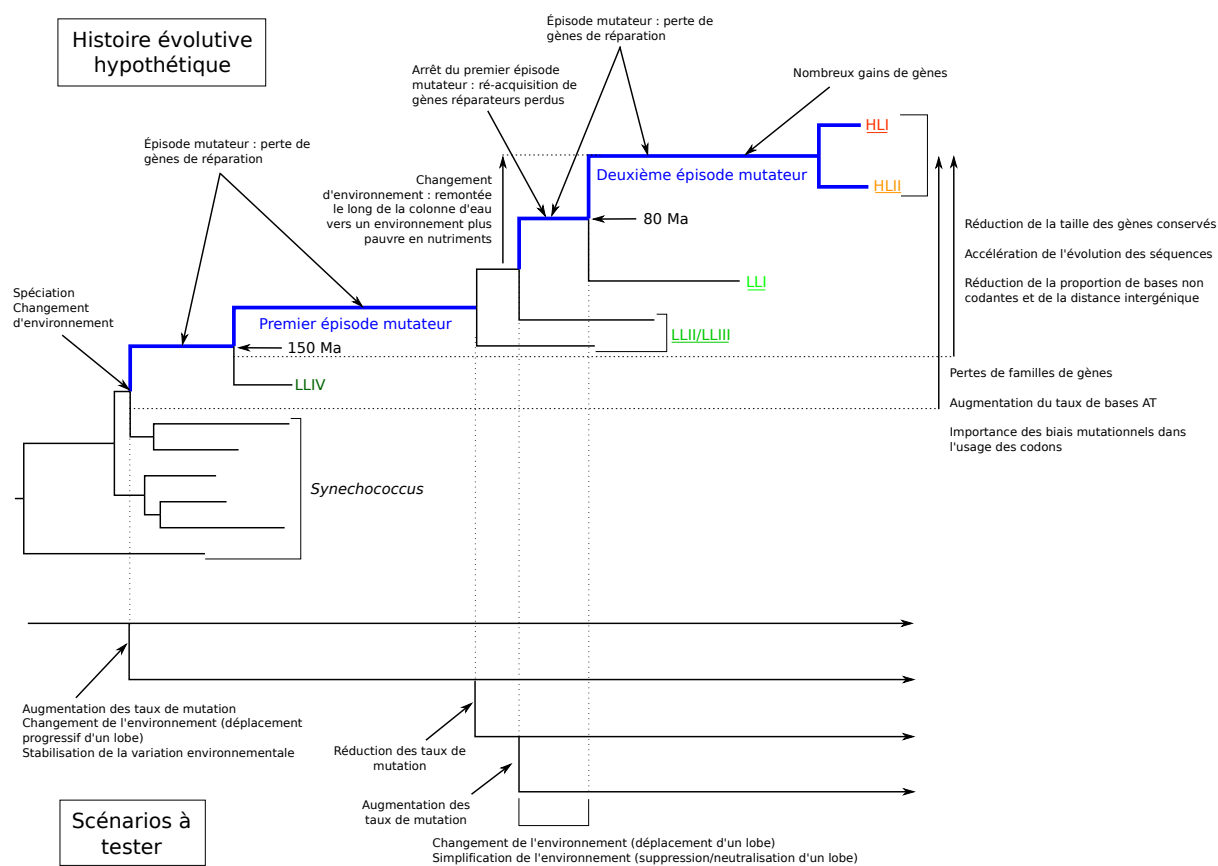 Histoire évolutive
hypothétique
Épisode mutateur : perte de
gènes de réparation
Arrêt du premier épisode
mutateur : ré-acquisition de
gènes réparateurs perdus
Nombreux gains de gènes
Épisode mutateur : perte de
gènes de réparation
HLI
Deuxième épisode mutateur
HLII
Changement
d'environnement : remontée
le long de la colonne d'eau
vers un environnement plus
pauvre en nutriments
80 Ma
Réduction de la taille des gènes conservés
Accélération de l'évolution des séquences
Réduction de la proportion de bases non
codantes et de la distance intergénique
LLI
Spéciation
Changement
d'environnement
Premier épisode mutateur
LLII/LLIII
150 Ma
LLIV
Pertes de familles de gènes
Augmentation du taux de bases AT
Importance des biais mutationnels dans
l'usage des codons
Synechococcus
Augmentation des taux de mutation
Changement de l'environnement (déplacement
progressif d'un lobe)
Stabilisation de la variation environnementale
Réduction des taux de
mutation
Augmentation des
taux de mutation
Scénarios à
tester
Changement de l'environnement (déplacement d'un lobe)
Simplification de l'environnement (suppression/neutralisation d'un lobe)